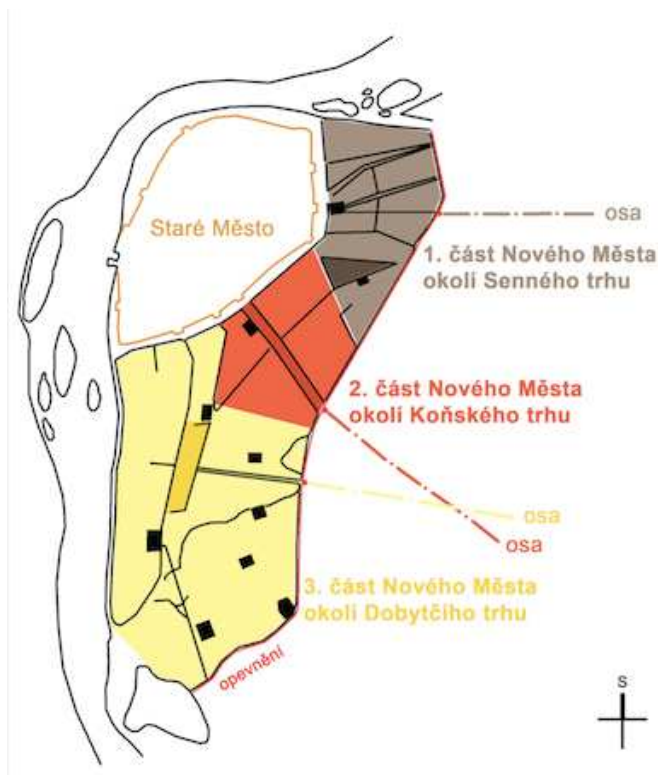 Staré Město
osa
1. část Nového Města
okolí Senného trhu
2. část Nového Města
okolí Koňského trhu
osa
osa
3. část Nového Města
okolí Dobytčího trhu
opevnění
S